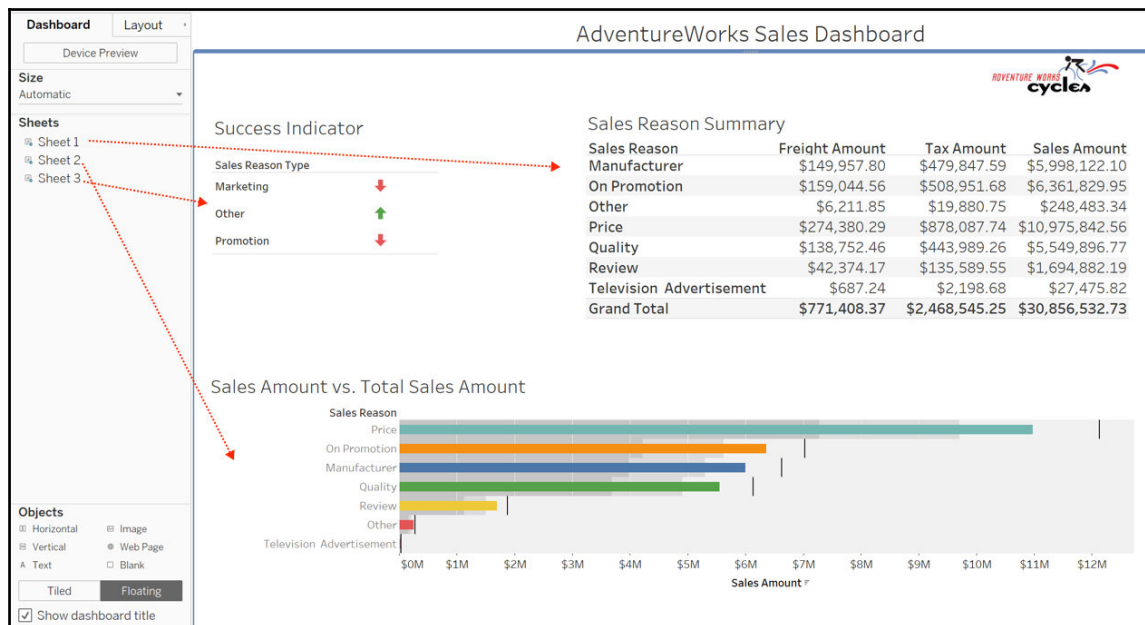 Dashboard Layout
Device Preview
Size
Automatic
Sheets
Sheet 1
Sheet 2
Sheet 3
Objects
Horizontal Image
Vertical Web Page
A Text Blank
Tiled Floating
Show dashboard title
AdventureWorks Sales Dashboard
ADVENTURE WORKS
cycles
Success Indicator
Sales Reason Type
Marketing
Other
Promotion
Sales Reason Summary
Sales Reason Freight Amount Tax Amount Sales Amount
Manufacturer $149,957.80 $479,847.59 $5,998,122.10
On Promotion $159,044.56 $508,951.68 $6,361,829.95
Other $6,211.85 $19,880.75 $248,483.34
Price $274,380.29 $878,087.74 $10,975,842.56
Quality $138,752.46 $443,989.26 $5,549,896.77
Review $42,374.17 $135,589.55 $1,694,882.19
Television Advertisement $687.24 $2,198.68 $27,475.82
Grand Total $771,408.37 $2,468,545.25 $30,856,532.73
Sales Amount vs. Total Sales Amount
Sales Reason
Price
On Promotion
Manufacturer
Quality
Review
Other
Television Advertisement
$0M $1M $2M $3M $4M $5M $6M $7M $8M $9M $10M $11M $12M
Sales Amount